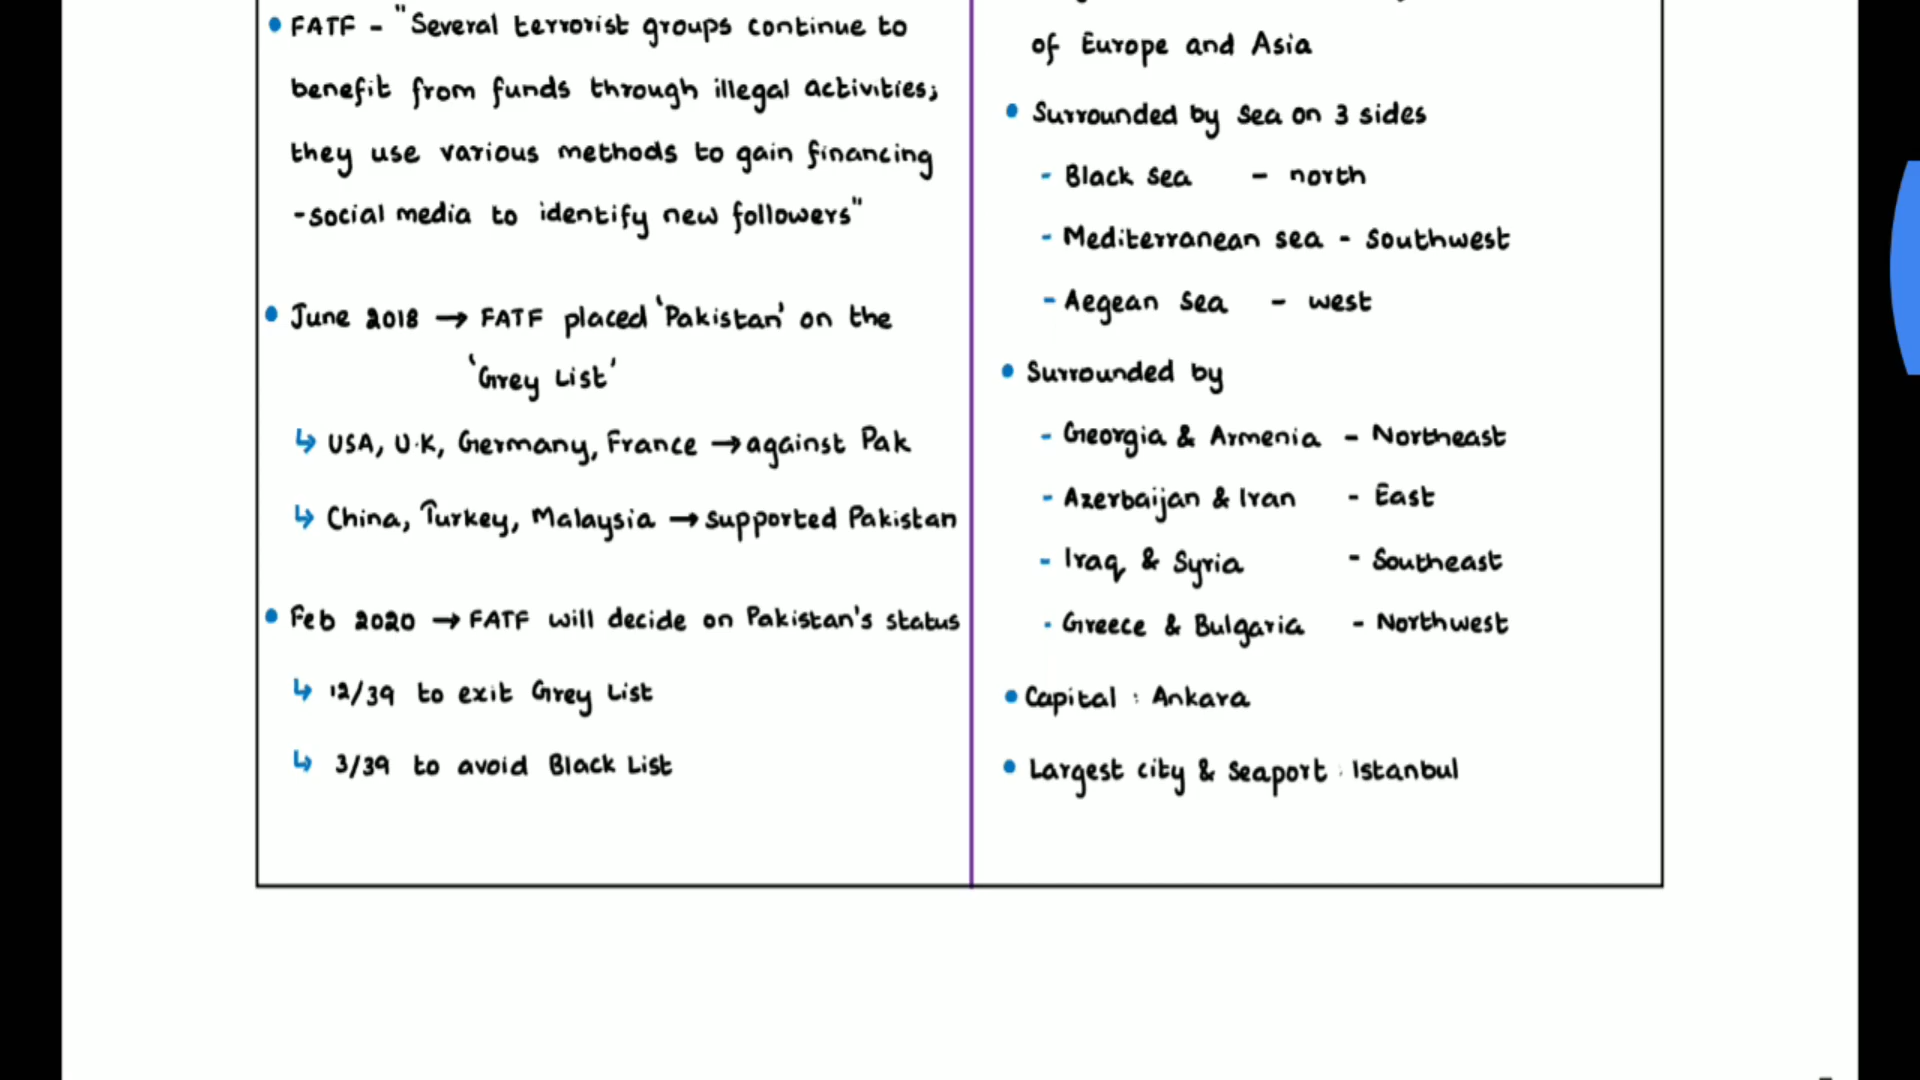 • FATF - "Several terrorist groups continue to
benefit from funds through illegal activities;
they use various methods to gain financing
-social media to identify new followers"
• June 2018 → FATF placed 'Pakistan' on the
'Grey List'
↳ USA, U.K, Germany, France → against Pak
↳ China, Turkey, Malaysia → supported Pakistan
• Feb 2020 → FATF will decide on Pakistan's status
↳ 12/39 to exit Grey List
↳ 3/39 to avoid Black List
of Europe and Asia
• Surrounded by sea on 3 sides
- Black sea - north
- Mediterranean sea - Southwest
- Aegean sea - west
• Surrounded by
- Georgia & Armenia - Northeast
- Azerbaijan & Iran - East
- Iraq & Syria - Southeast
- Greece & Bulgaria - Northwest
• Capital : Ankara
• Largest city & seaport : Istanbul